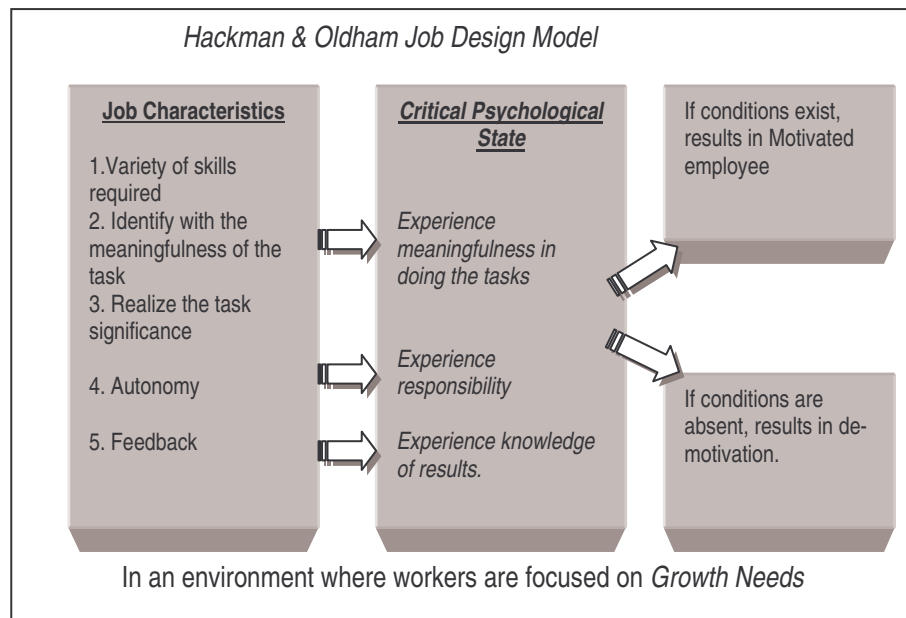 Hackman & Oldham Job Design Model
Job Characteristics
1.Variety of skills
required
2. Identify with the
meaningfulness of the
task
3. Realize the task
significance
4. Autonomy
5. Feedback
Critical Psychological
State
Experience
meaningfulness in
doing the tasks
Experience
responsibility
Experience knowledge
of results.
If conditions exist,
results in Motivated
employee
If conditions are
absent, results in de-
motivation.
In an environment where workers are focused on Growth Needs